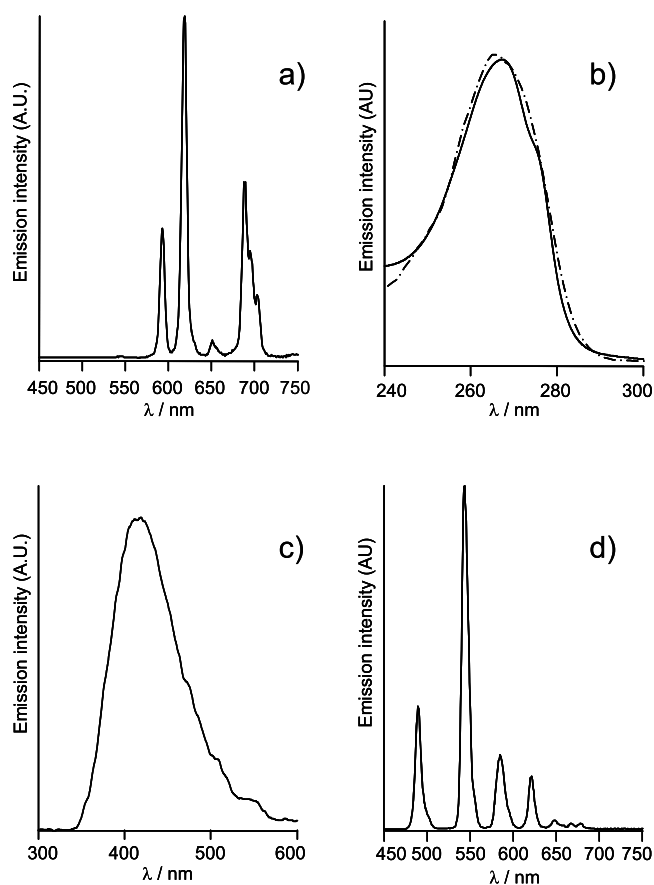 a)
Emission intensity (A.U.)
450 500 550 600 650 700 750
λ / nm
b)
Emission intensity (AU)
240 260 280 300
λ / nm
c)
Emission intensity (A.U.)
300 400 500 600
λ / nm
d)
Emission intensity (AU)
450 500 550 600 650 700 750
λ / nm